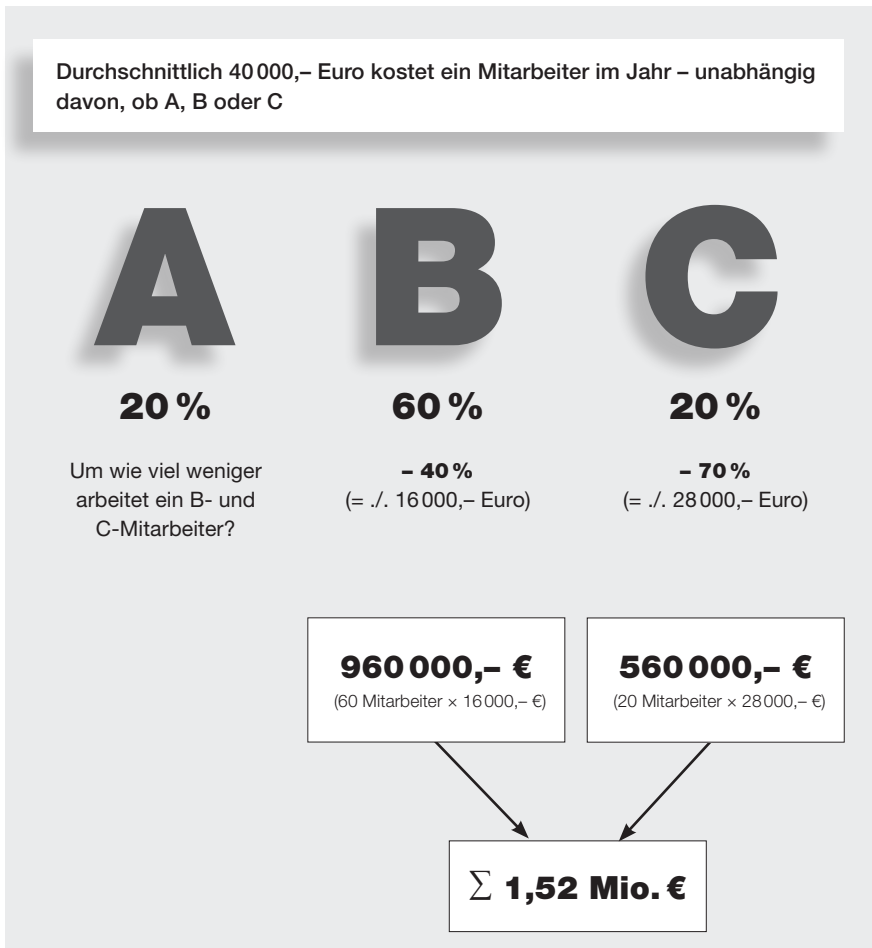 Durchschnittlich 40 000,– Euro kostet ein Mitarbeiter im Jahr – unabhängig
davon, ob A, B oder C
A
B
C
20 %
60 %
20 %
Um wie viel weniger
arbeitet ein B- und
C-Mitarbeiter?
– 40 %
(= ./. 16 000,– Euro)
– 70 %
(= ./. 28 000,– Euro)
960 000,– €
(60 Mitarbeiter × 16 000,– €)
560 000,– €
(20 Mitarbeiter × 28 000,– €)
∑ 1,52 Mio. €